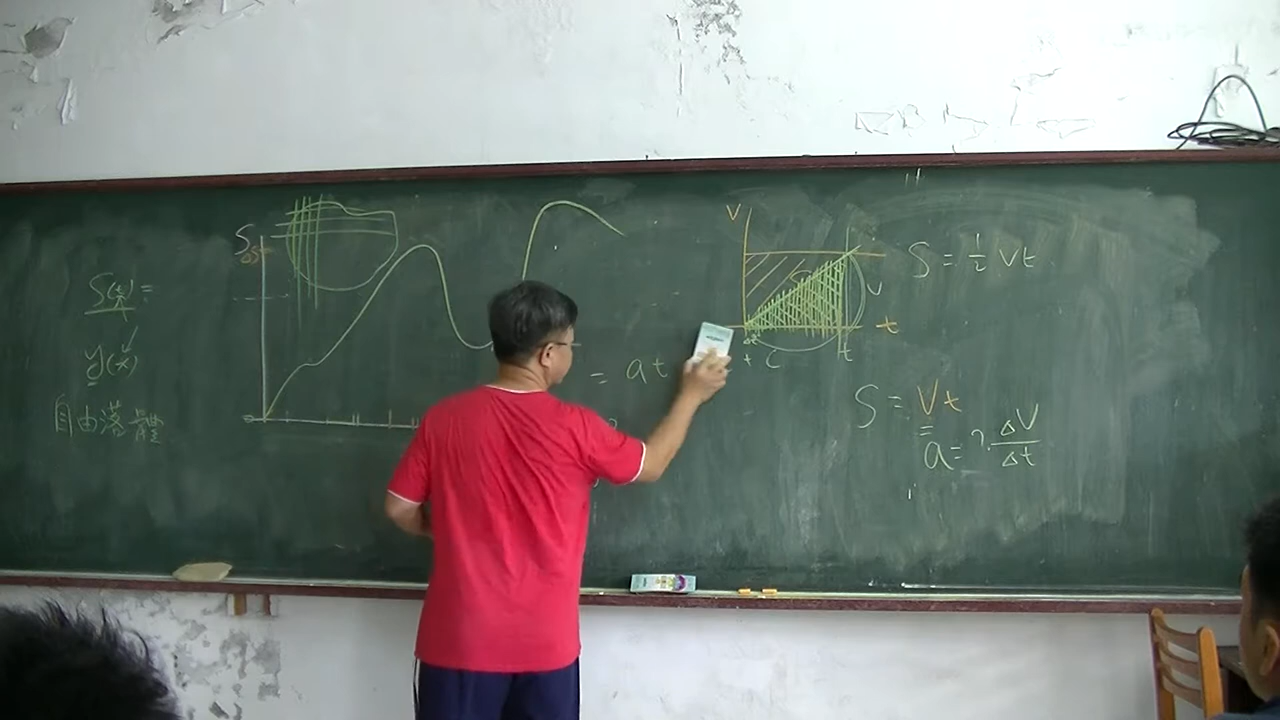 S(t) =
y(x)
自由落體
S
= at
V
t
t
S = 1/2 Vt
S = Vt
a = ? ΔV/Δt